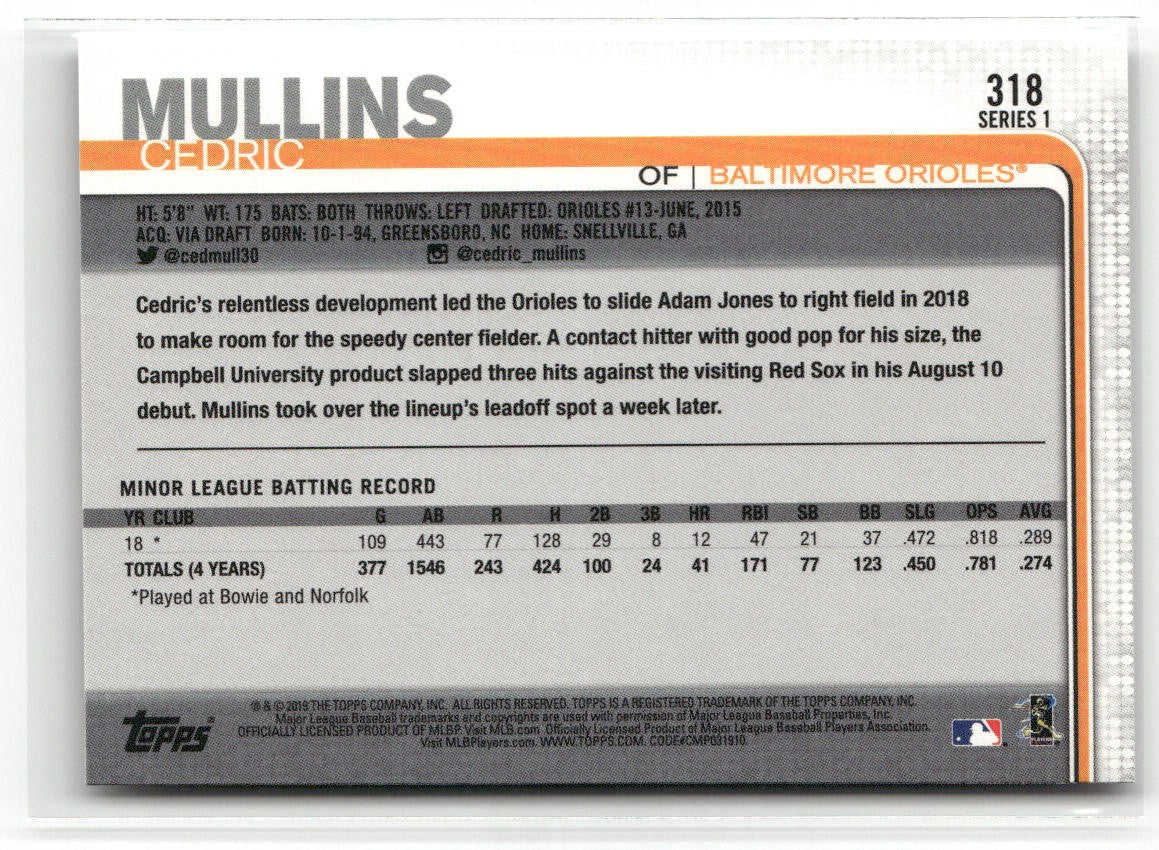 MULLINS
318
SERIES 1
CEDRIC
OF | BALTIMORE ORIOLES®
HT: 5'8" WT: 175 BATS: BOTH THROWS: LEFT DRAFTED: ORIOLES #13-JUNE, 2015
ACQ: VIA DRAFT BORN: 10-1-94, GREENSBORO, NC HOME: SNELLVILLE, GA
@cedmull30 @cedric_mullins
Cedric's relentless development led the Orioles to slide Adam Jones to right field in 2018
to make room for the speedy center fielder. A contact hitter with good pop for his size, the
Campbell University product slapped three hits against the visiting Red Sox in his August 10
debut. Mullins took over the lineup's leadoff spot a week later.
MINOR LEAGUE BATTING RECORD
YR CLUB G AB R H 2B 3B HR RBI SB BB SLG OPS AVG
18 * 109 443 77 128 29 8 12 47 21 37 .472 .818 .289
TOTALS (4 YEARS) 377 1546 243 424 100 24 41 171 77 123 .450 .781 .274
*Played at Bowie and Norfolk
Topps®
® & © 2019 THE TOPPS COMPANY, INC. ALL RIGHTS RESERVED. TOPPS IS A REGISTERED TRADEMARK OF THE TOPPS COMPANY, INC.
Major League Baseball trademarks and copyrights are used with permission of Major League Baseball Properties, Inc.
OFFICIALLY LICENSED PRODUCT OF MLBP Visit MLB.com Officially Licensed Product of Major League Baseball Players Association.
Visit MLBPlayers.com. WWW.TOPPS.COM. CODE#CMP031910.